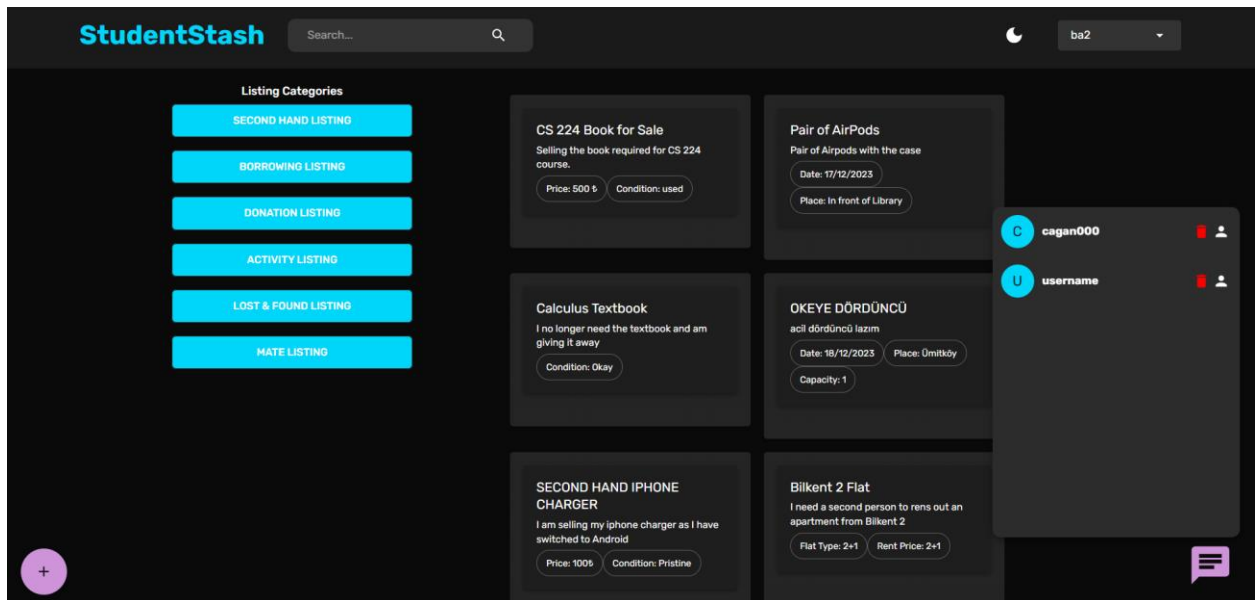 StudentStash
Search...
ba2
Listing Categories
SECOND HAND LISTING
BORROWING LISTING
DONATION LISTING
ACTIVITY LISTING
LOST & FOUND LISTING
MATE LISTING
CS 224 Book for Sale
Selling the book required for CS 224
course.
Price: 500 ₺
Condition: used
Pair of AirPods
Pair of Airpods with the case
Date: 17/12/2023
Place: In front of Library
Calculus Textbook
I no longer need the textbook and am
giving it away
Condition: Okay
OKEYE DÖRDÜNCÜ
acil dördüncü lazım
Date: 18/12/2023
Place: Ümitköy
Capacity: 1
SECOND HAND IPHONE
CHARGER
I am selling my iphone charger as I have
switched to Android
Price: 100₺
Condition: Pristine
Bilkent 2 Flat
I need a second person to rens out an
apartment from Bilkent 2
Flat Type: 2+1
Rent Price: 2+1
C
cagan000
U
username
+